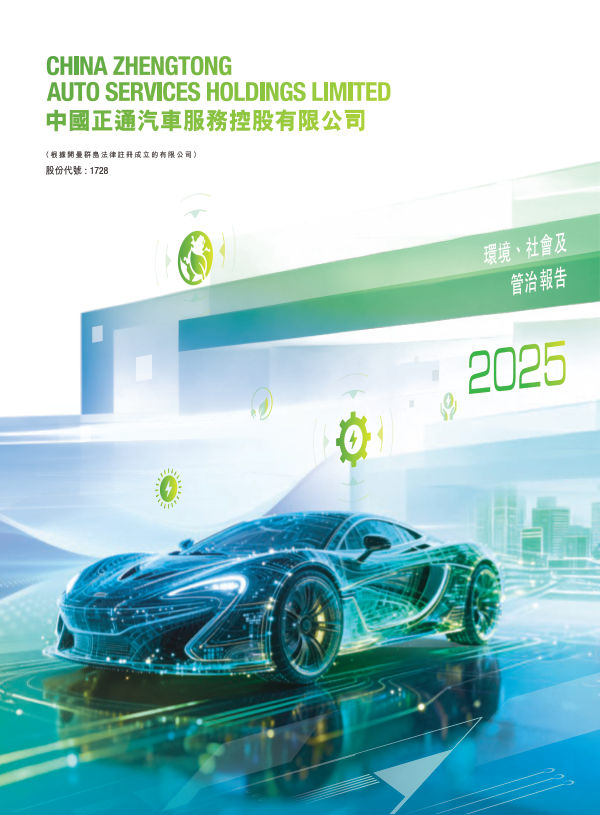 CHINA ZHENGTONG
AUTO SERVICES HOLDINGS LIMITED
中國正通汽車服務控股有限公司
(根據開曼群島法律註冊成立的有限公司)
股份代號 : 1728
環境、社會及
管治報告
2025